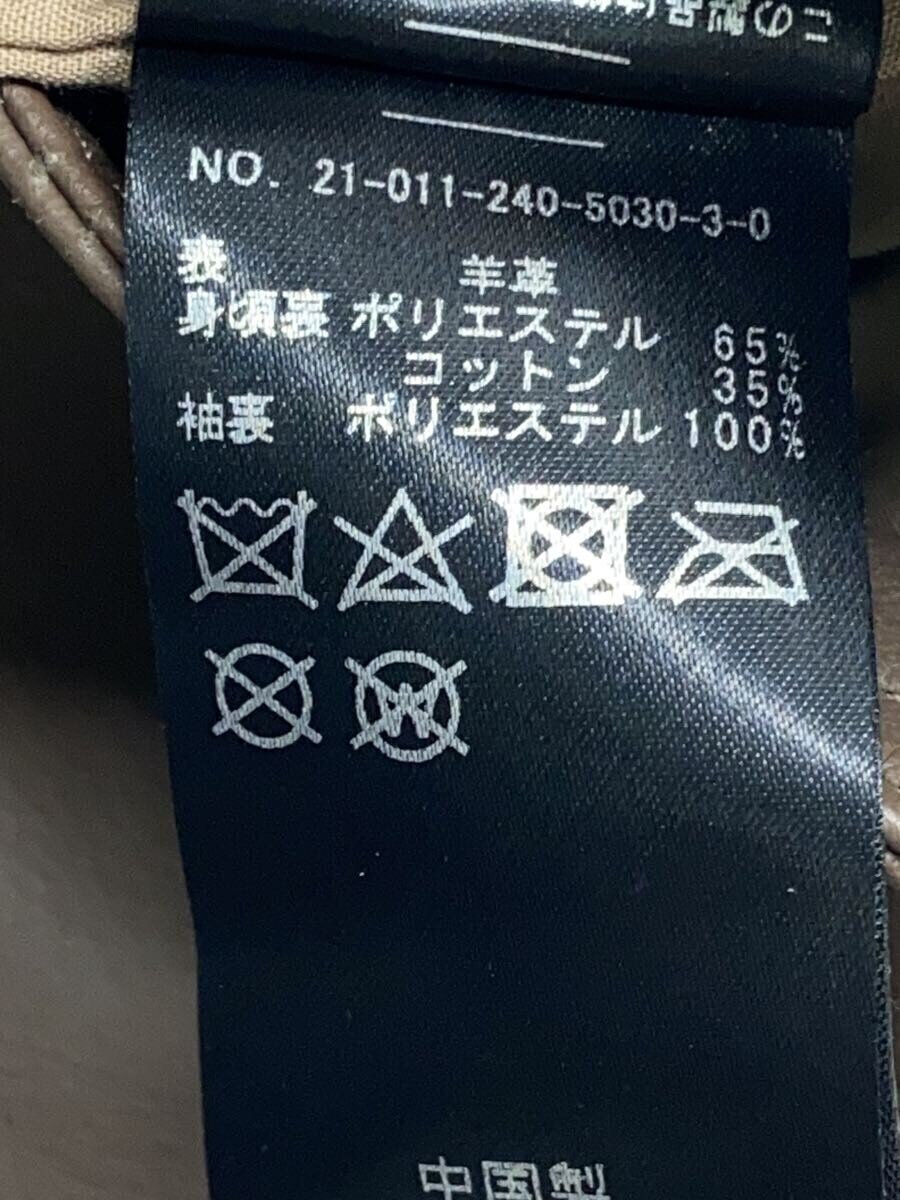 NO. 21-011-240-5030-3-0
表 羊革
身頃裏 ポリエステル 65%
コットン 35%
袖裏 ポリエステル 100%
W
中国製